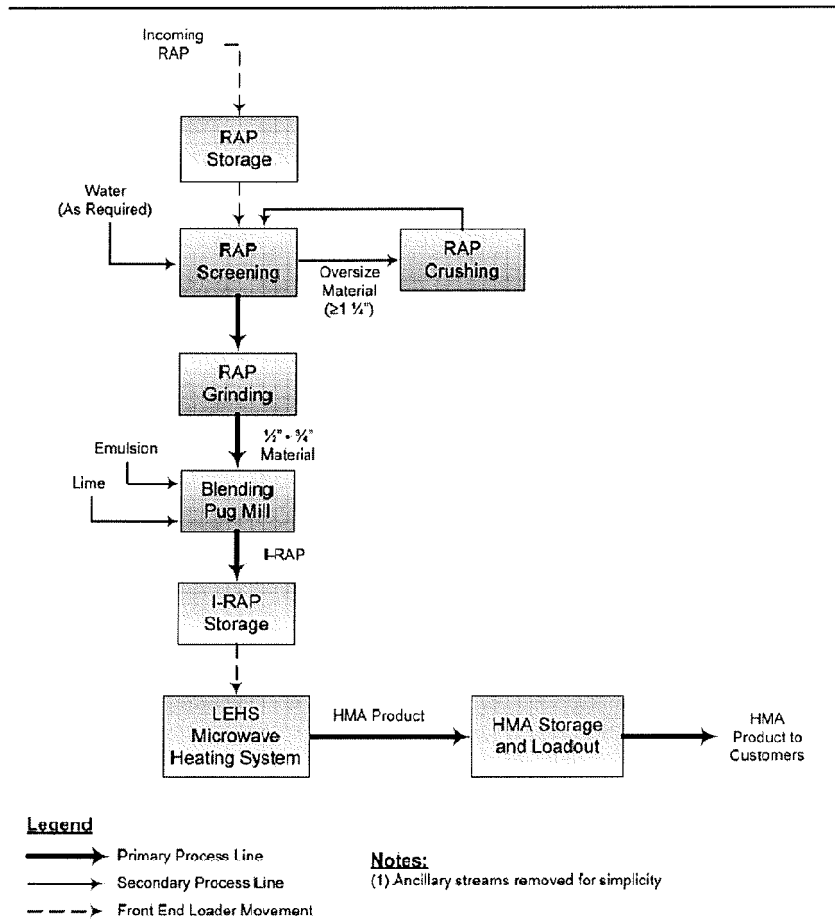 Incoming
RAP
RAP
Storage
Water
(As Required)
RAP
Screening
Oversize
Material
(≥1 ¼")
RAP
Crushing
RAP
Grinding
½" - ¾"
Material
Emulsion
Lime
Blending
Pug Mill
I-RAP
I-RAP
Storage
LEHS
Microwave
Heating System
HMA Product
HMA Storage
and Loadout
HMA
Product to
Customers
Legend
Primary Process Line
Secondary Process Line
Front End Loader Movement
Notes:
(1) Ancillary streams removed for simplicity